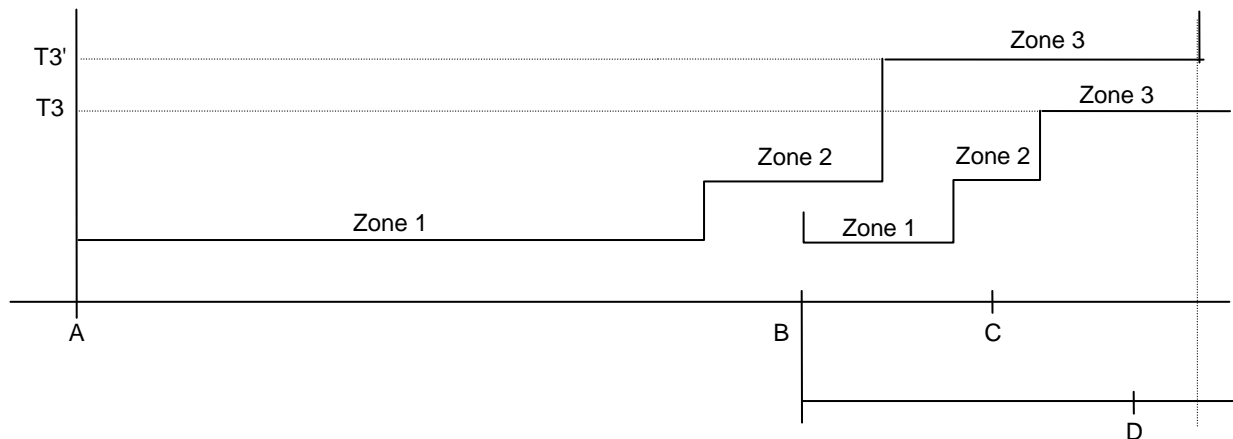 Zone 3
T3'
Zone 3
T3
Zone 2
Zone 2
Zone 1
Zone 1
A
B
C
D